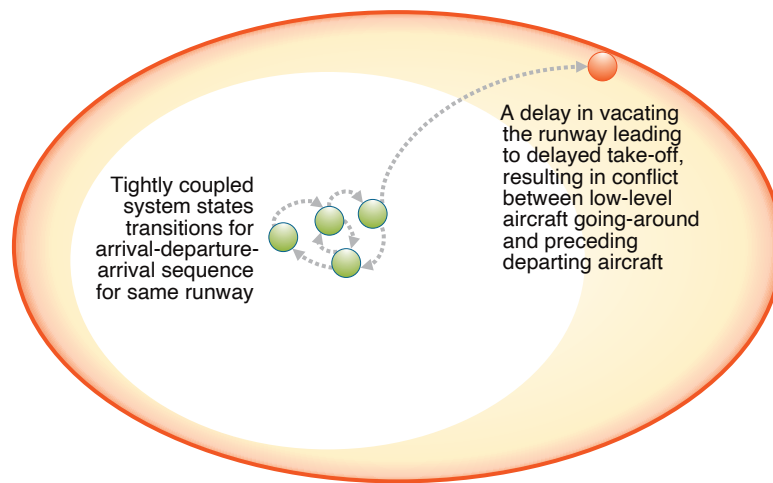 Tightly coupled
system states
transitions for
arrival-departure-
arrival sequence
for same runway
A delay in vacating
the runway leading
to delayed take-off,
resulting in conflict
between low-level
aircraft going-around
and preceding
departing aircraft